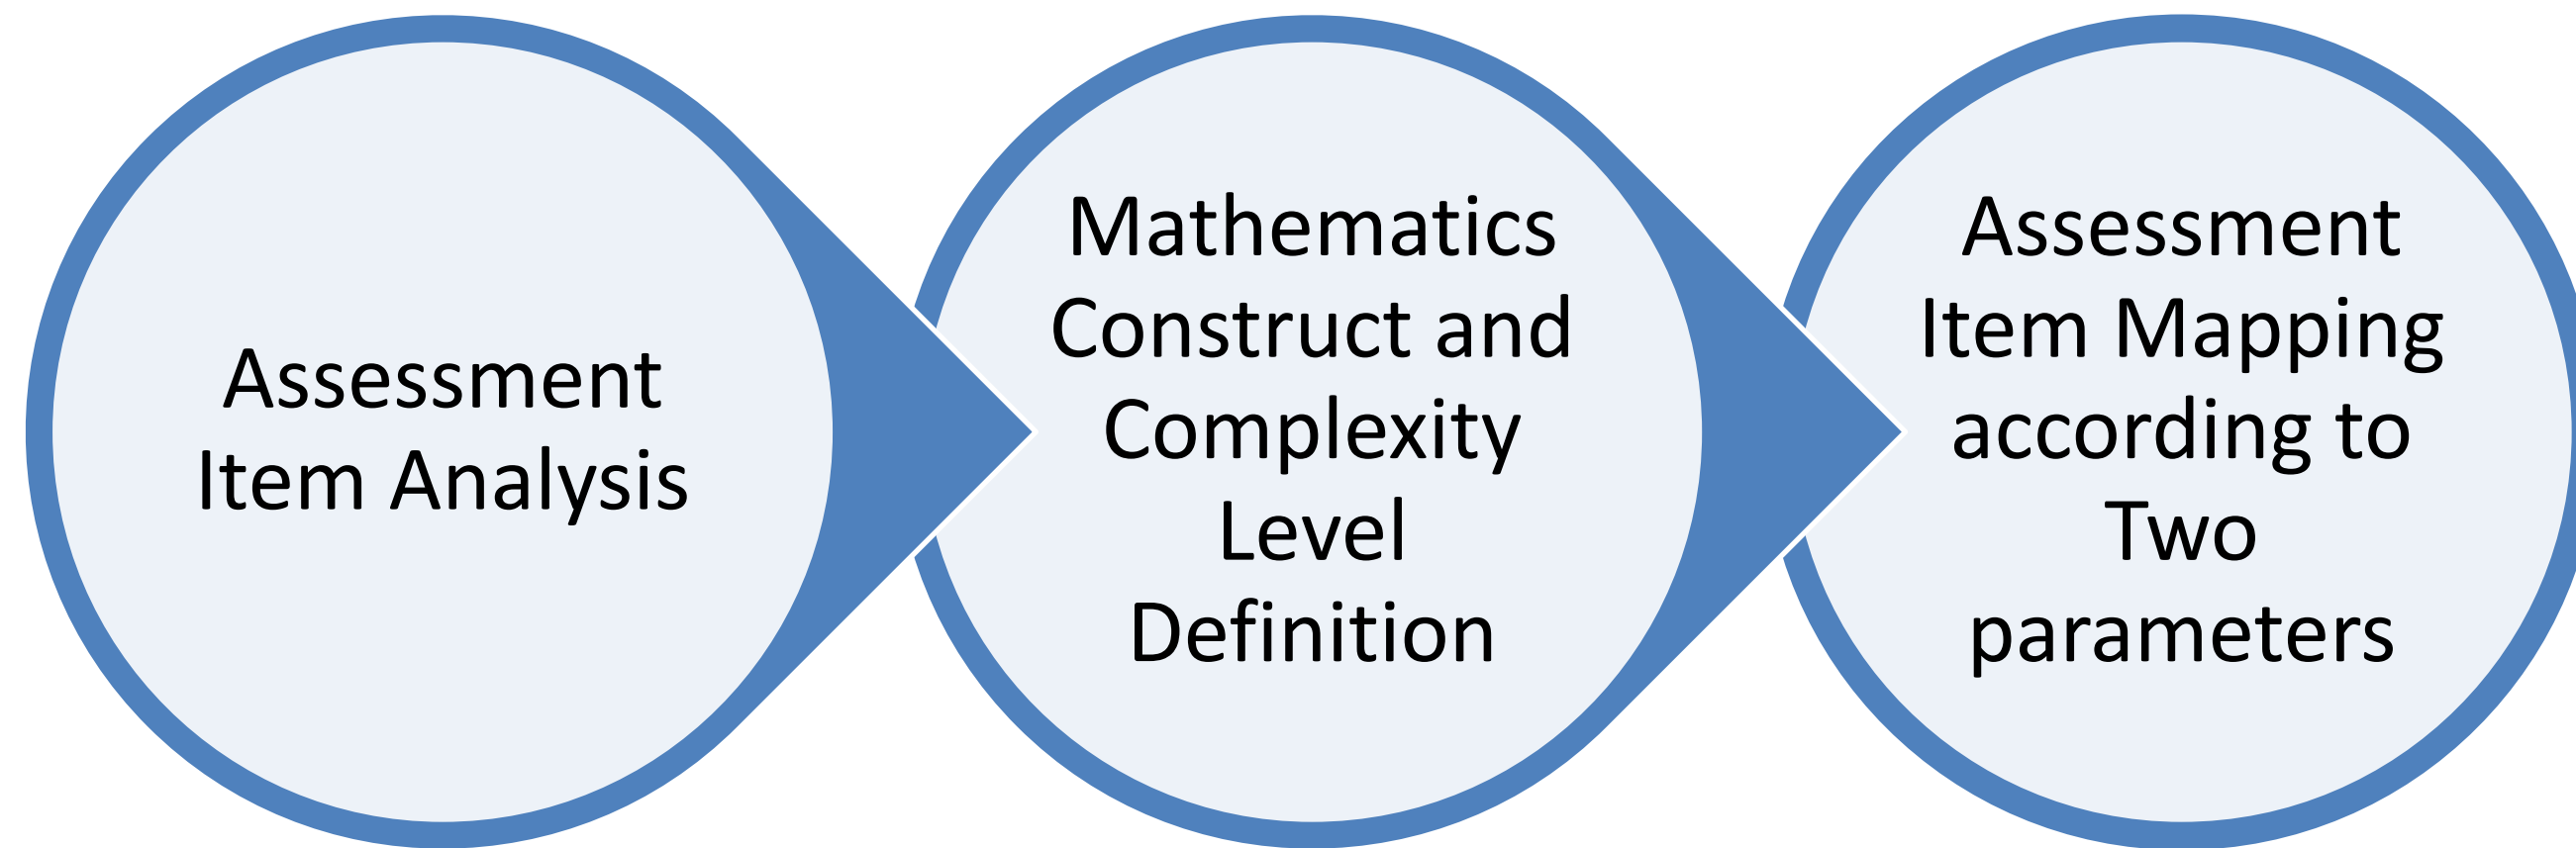 Assessment
Item Analysis
Mathematics
Construct and
Complexity
Level
Definition
Assessment
Item Mapping
according to
Two
parameters